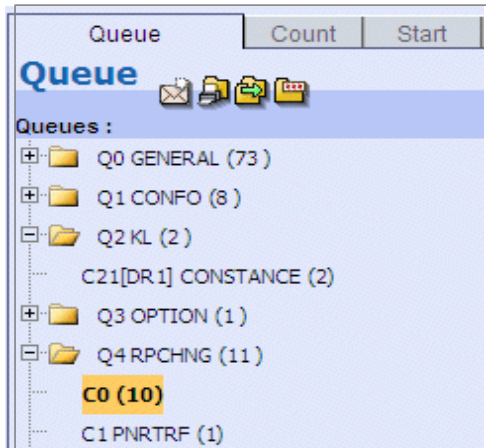 Queue Count Start
Queue
Queues :
Q0 GENERAL (73 )
Q1 CONFO (8 )
Q2 KL (2 )
C21[DR1] CONSTANCE (2)
Q3 OPTION (1 )
Q4 RPCHNG (11 )
C0 (10)
C1 PNRTRF (1)